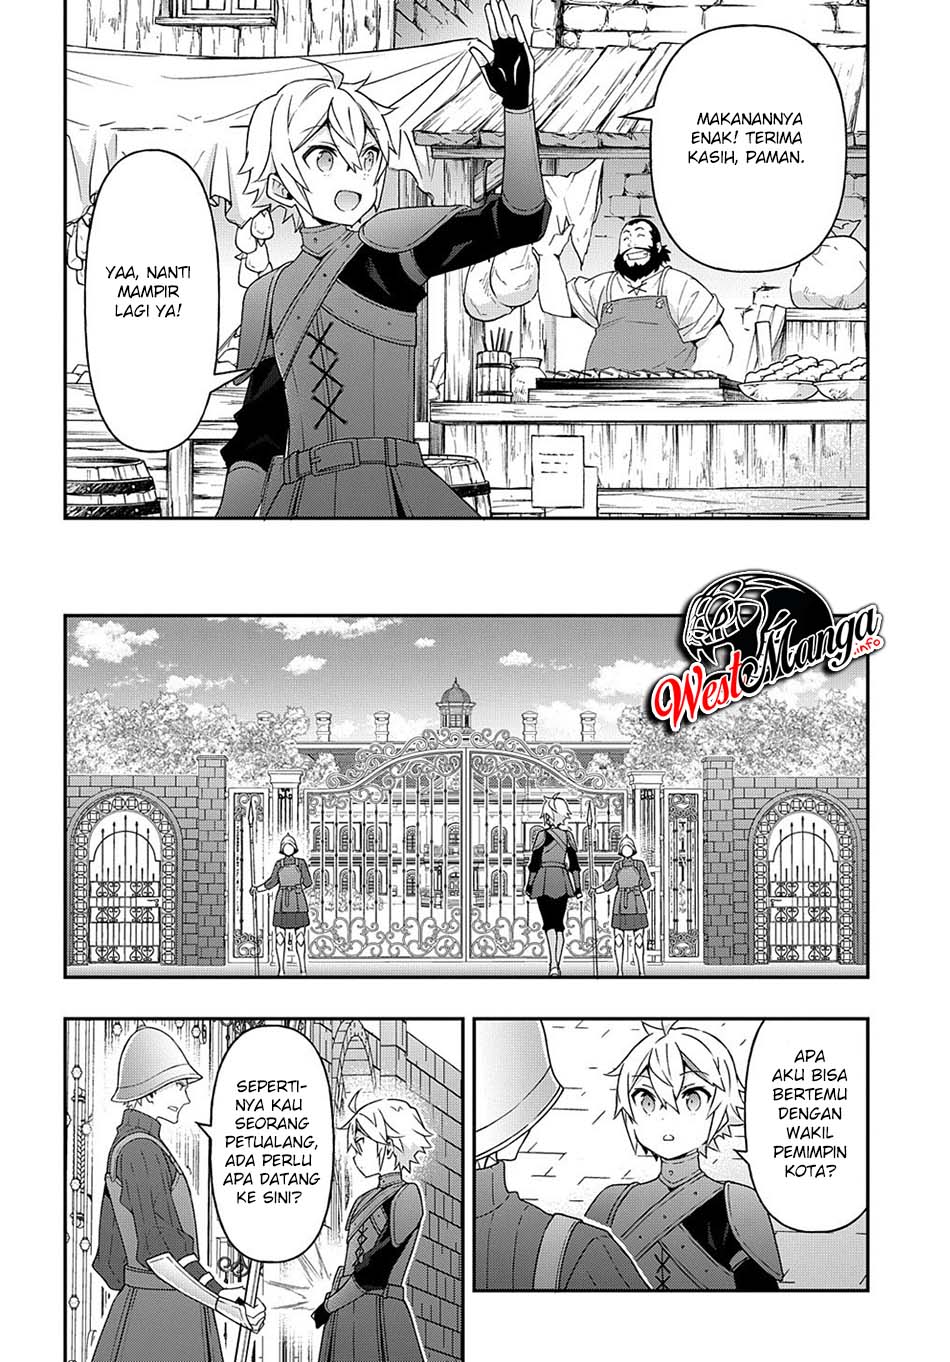 MAKANANNYA
ENAK! TERIMA
KASIH, PAMAN.
YAA, NANTI
MAMPIR
LAGI YA!
WestManga
.info
APA
AKU BISA
BERTEMU
DENGAN
WAKIL
PEMIMPIN
KOTA?
SEPERTI-
NYA KAU
SEORANG
PETUALANG,
ADA PERLU
APA DATANG
KE SINI?